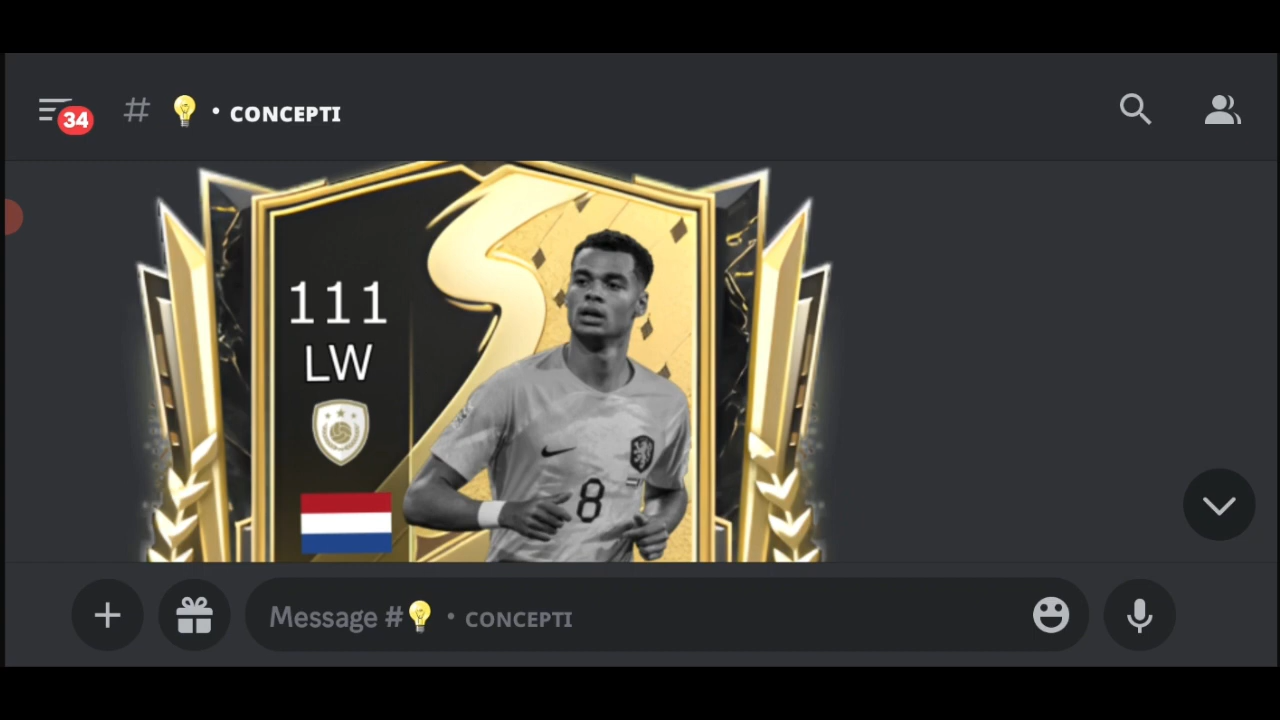 34 # 💡 • CONCEPTI
111
LW
8
Message #💡 • CONCEPTI